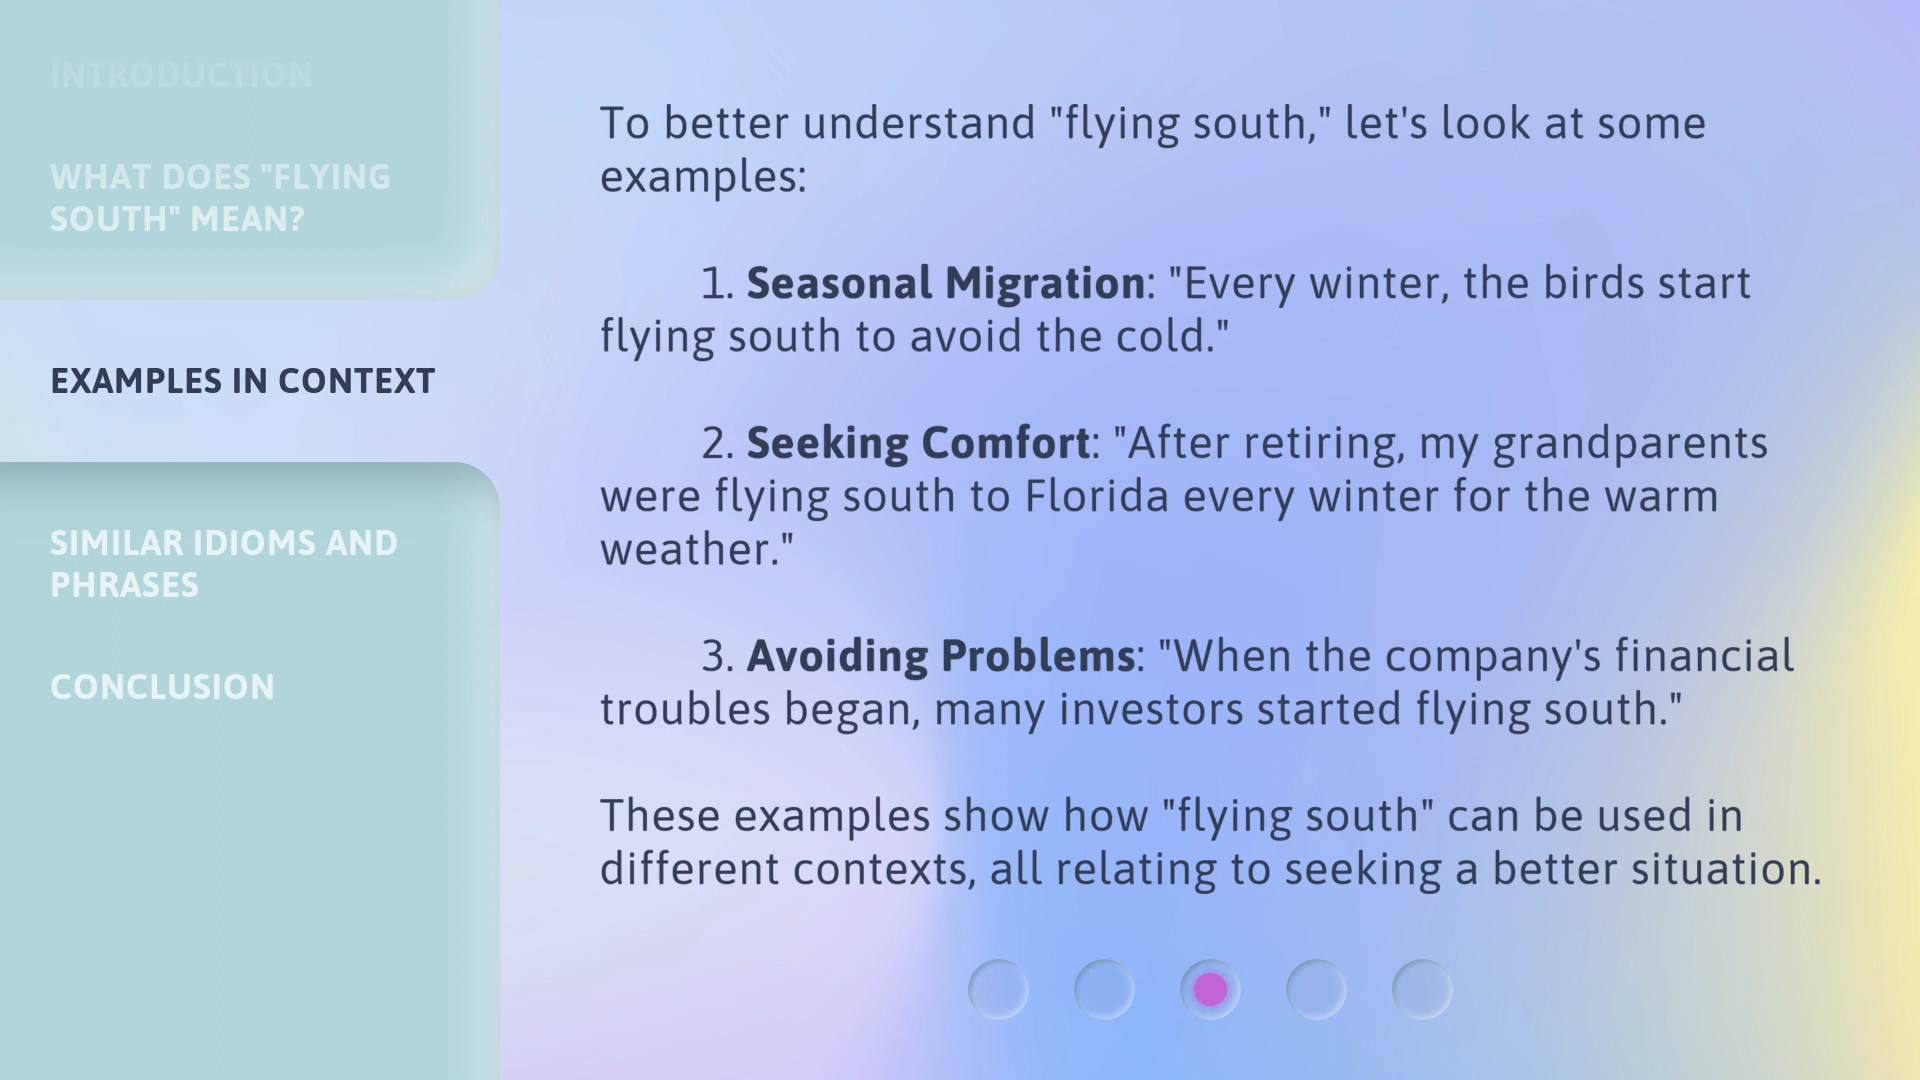 INTRODUCTION
WHAT DOES "FLYING
SOUTH" MEAN?
EXAMPLES IN CONTEXT
SIMILAR IDIOMS AND
PHRASES
CONCLUSION
To better understand "flying south," let's look at some
examples:
1. Seasonal Migration: "Every winter, the birds start
flying south to avoid the cold."
2. Seeking Comfort: "After retiring, my grandparents
were flying south to Florida every winter for the warm
weather."
3. Avoiding Problems: "When the company's financial
troubles began, many investors started flying south."
These examples show how "flying south" can be used in
different contexts, all relating to seeking a better situation.